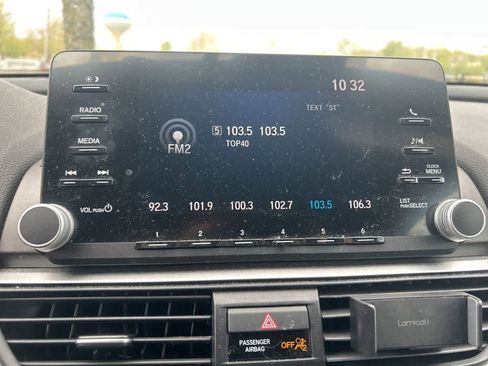 10 32
RADIO
TEXT "ST"
5 103.5 103.5
MEDIA
TOP40
FM2
CLOCK
MENU
VOL PUSH
92.3 101.9 100.3 102.7 103.5 106.3
LIST
PUSH SELECT
1 2 3 4 5 6
PASSENGER
AIRBAG
OFF
Lamicall